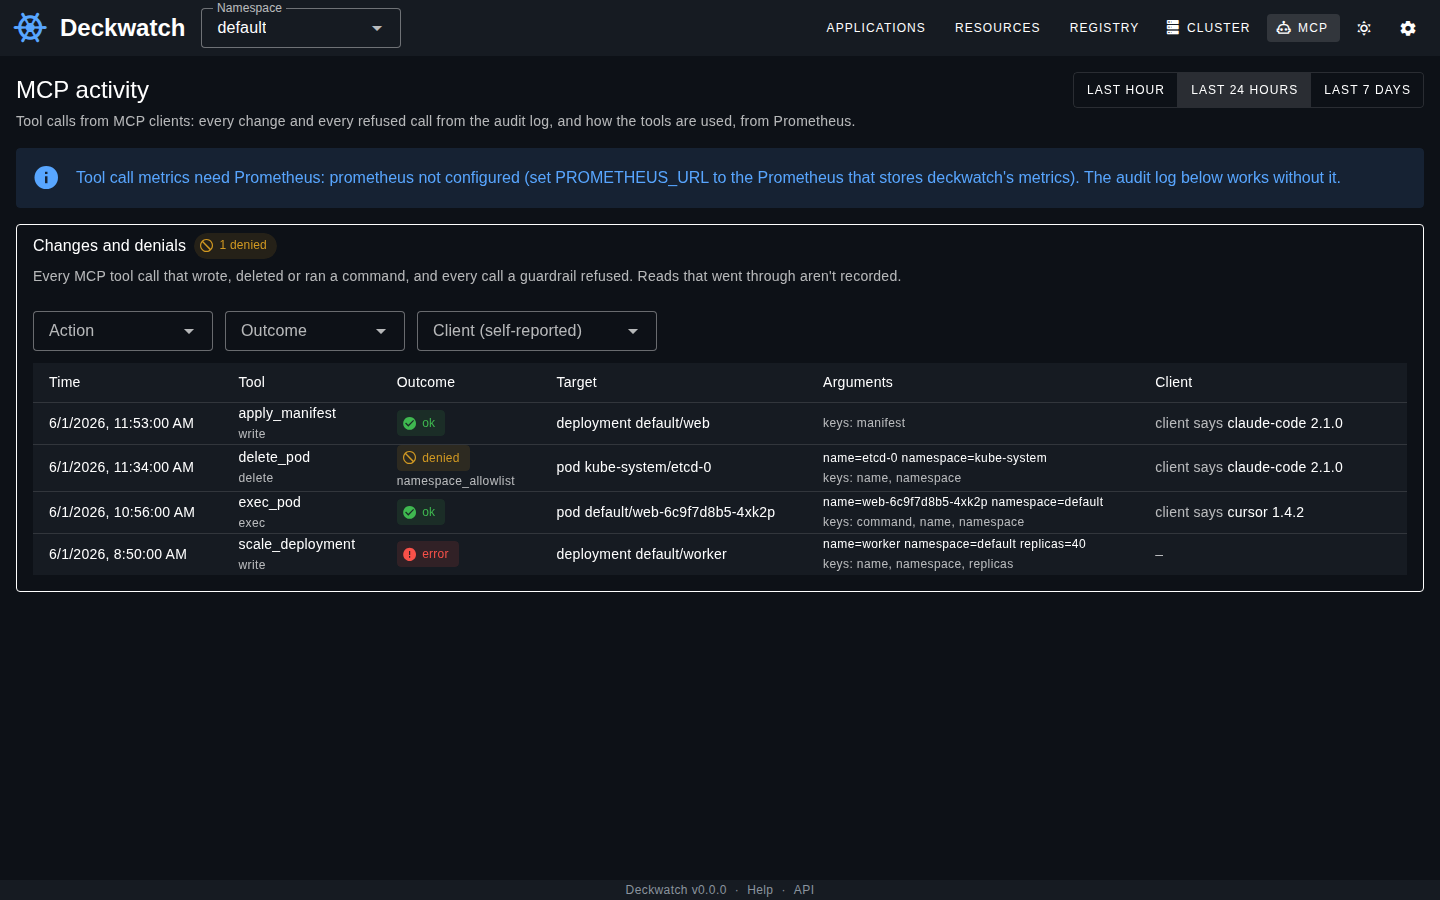 Deckwatch
Namespace
default
APPLICATIONS
RESOURCES
REGISTRY
CLUSTER
MCP
MCP activity
LAST HOUR
LAST 24 HOURS
LAST 7 DAYS
Tool calls from MCP clients: every change and every refused call from the audit log, and how the tools are used, from Prometheus.
Tool call metrics need Prometheus: prometheus not configured (set PROMETHEUS_URL to the Prometheus that stores deckwatch's metrics). The audit log below works without it.
Changes and denials
1 denied
Every MCP tool call that wrote, deleted or ran a command, and every call a guardrail refused. Reads that went through aren't recorded.
Action
Outcome
Client (self-reported)
Time Tool Outcome Target Arguments Client
6/1/2026, 11:53:00 AM
apply_manifest
write
ok
deployment default/web
keys: manifest
client says claude-code 2.1.0
6/1/2026, 11:34:00 AM
delete_pod
delete
denied
namespace_allowlist
pod kube-system/etcd-0
name=etcd-0 namespace=kube-system
keys: name, namespace
client says claude-code 2.1.0
6/1/2026, 10:56:00 AM
exec_pod
exec
ok
pod default/web-6c9f7d8b5-4xk2p
name=web-6c9f7d8b5-4xk2p namespace=default
keys: command, name, namespace
client says cursor 1.4.2
6/1/2026, 8:50:00 AM
scale_deployment
write
error
deployment default/worker
name=worker namespace=default replicas=40
keys: name, namespace, replicas
–
Deckwatch v0.0.0 · Help · API